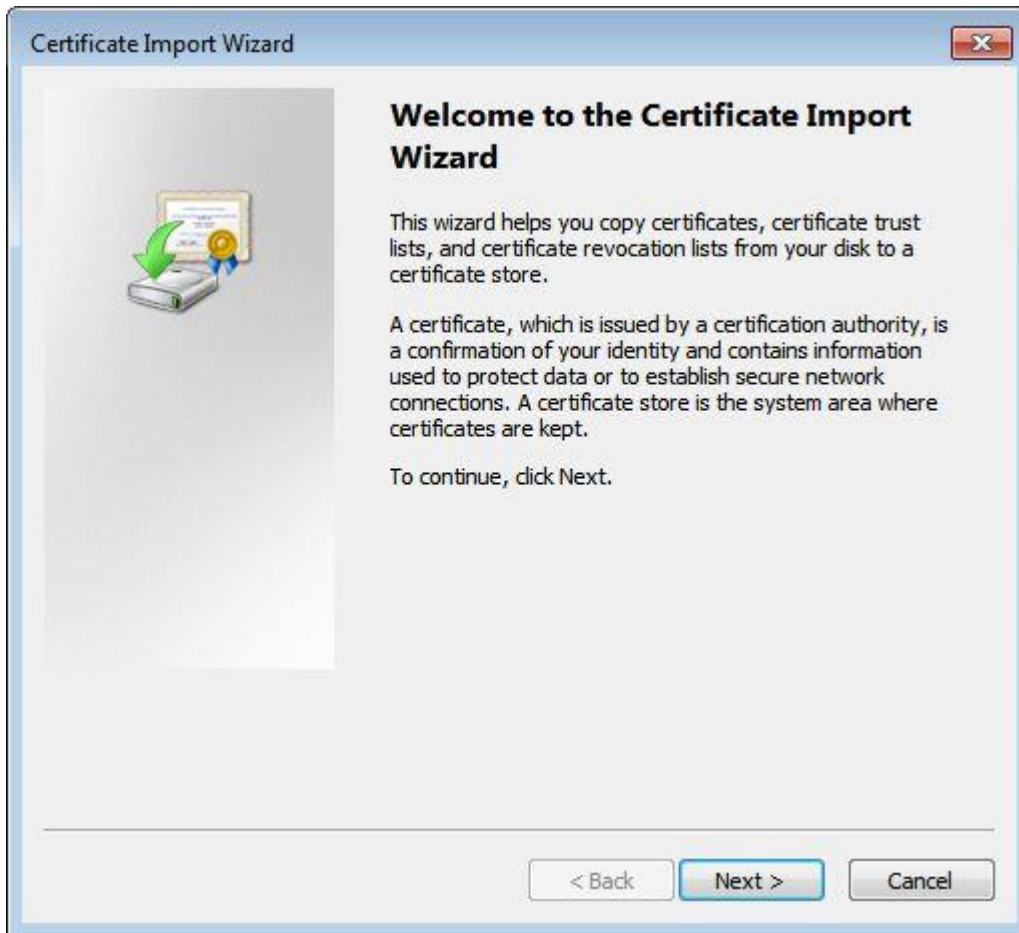 Certificate Import Wizard
Welcome to the Certificate Import
Wizard
This wizard helps you copy certificates, certificate trust
lists, and certificate revocation lists from your disk to a
certificate store.
A certificate, which is issued by a certification authority, is
a confirmation of your identity and contains information
used to protect data or to establish secure network
connections. A certificate store is the system area where
certificates are kept.
To continue, click Next.
< Back Next > Cancel